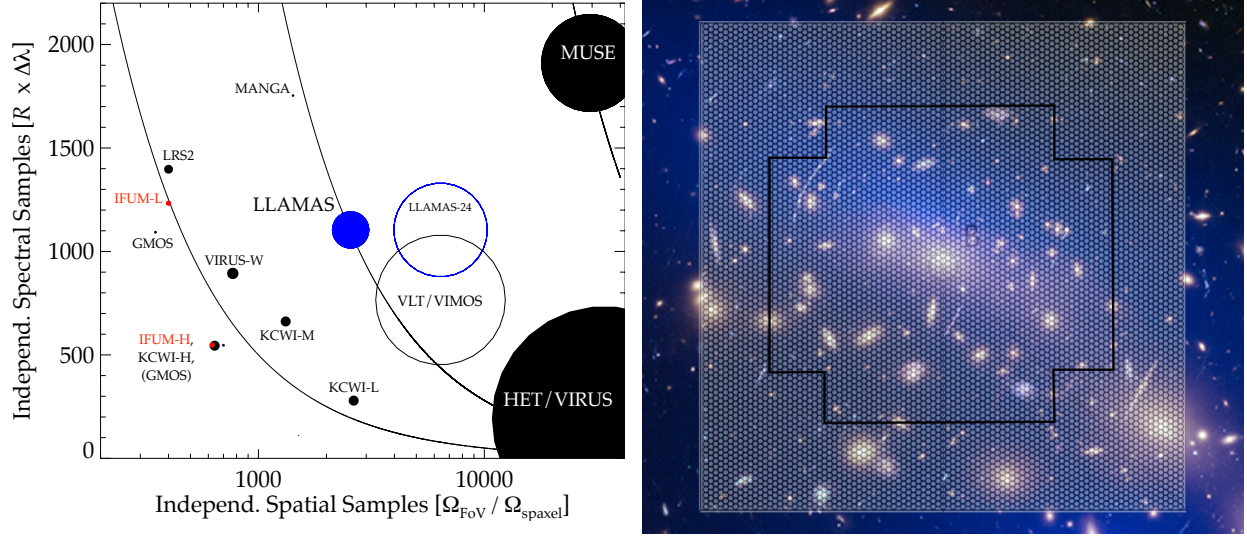 Independ. Spectral Samples [R x Δλ]
2000
1500
1000
500
0
MUSE
MANGA
LRS2
IFUM-L
GMOS
LLAMAS
LLAMAS-24
VIRUS-W
VLT/VIMOS
KCWI-M
IFUM-H,
KCWI-H,
(GMOS)
KCWI-L
HET/VIRUS
1000
10000
Independ. Spatial Samples [ΩFoV / Ωspaxel]